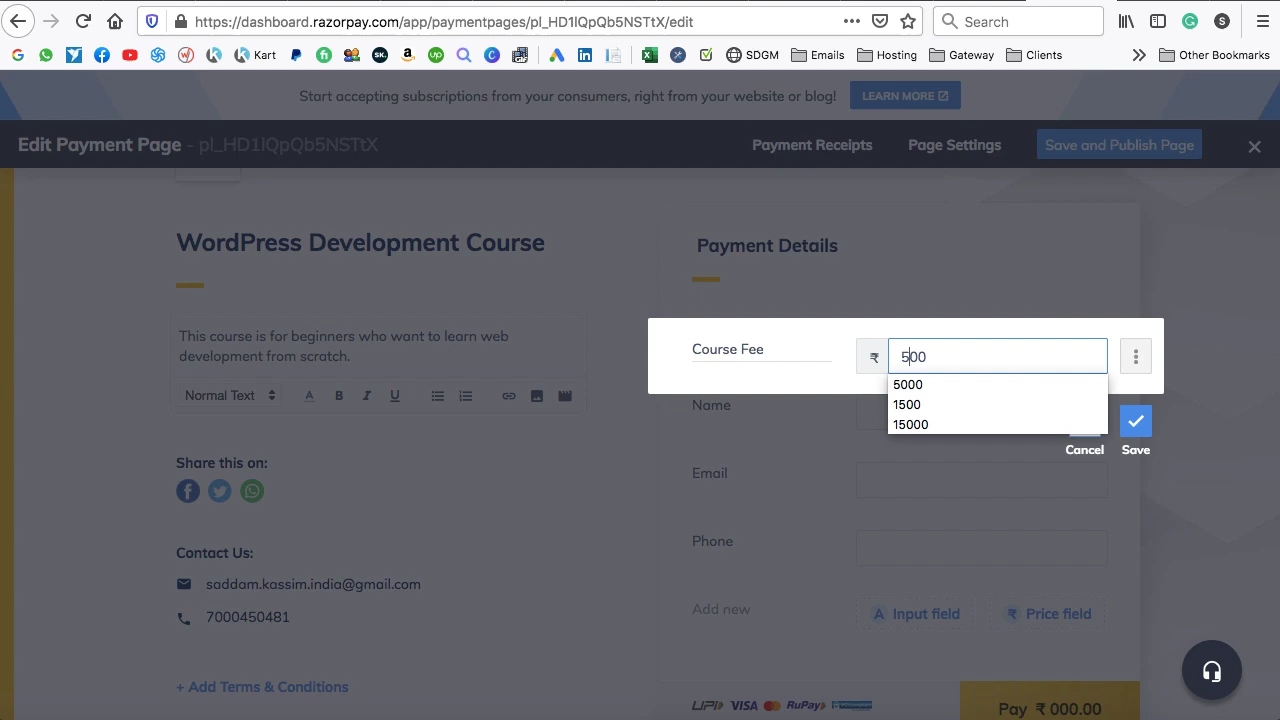 https://dashboard.razorpay.com/app/paymentpages/pl_HD1lQpQb5NSTtX/edit
Search
Kart
SDGM
Emails
Hosting
Gateway
Clients
Other Bookmarks
Start accepting subscriptions from your consumers, right from your website or blog!
LEARN MORE
Edit Payment Page - pl_HD1lQpQb5NSTtX
Payment Receipts
Page Settings
Save and Publish Page
WordPress Development Course
This course is for beginners who want to learn web
development from scratch.
Normal Text
A B I U
Share this on:
Contact Us:
saddam.kassim.india@gmail.com
7000450481
+ Add Terms & Conditions
Payment Details
Course Fee
₹ 500
5000
1500
15000
Name
Cancel
Save
Email
Phone
Add new
A Input field
₹ Price field
UPI VISA RuPay
Pay ₹ 000.00